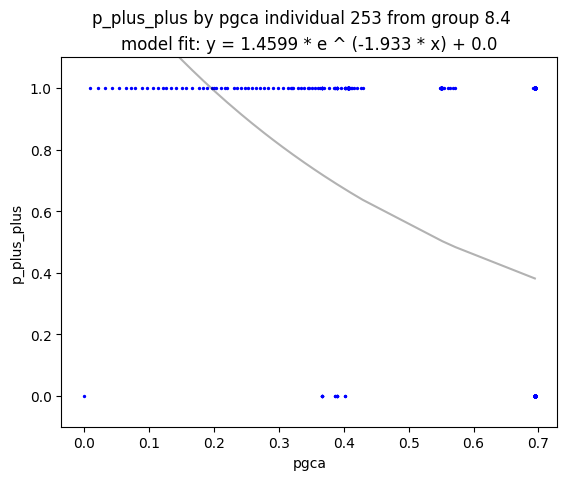 p_plus_plus by pgca individual 253 from group 8.4
model fit: y = 1.4599 * e ^ (-1.933 * x) + 0.0
1.0
0.8
0.6
0.4
0.2
0.0
p_plus_plus
0.0 0.1 0.2 0.3 0.4 0.5 0.6 0.7
pgca